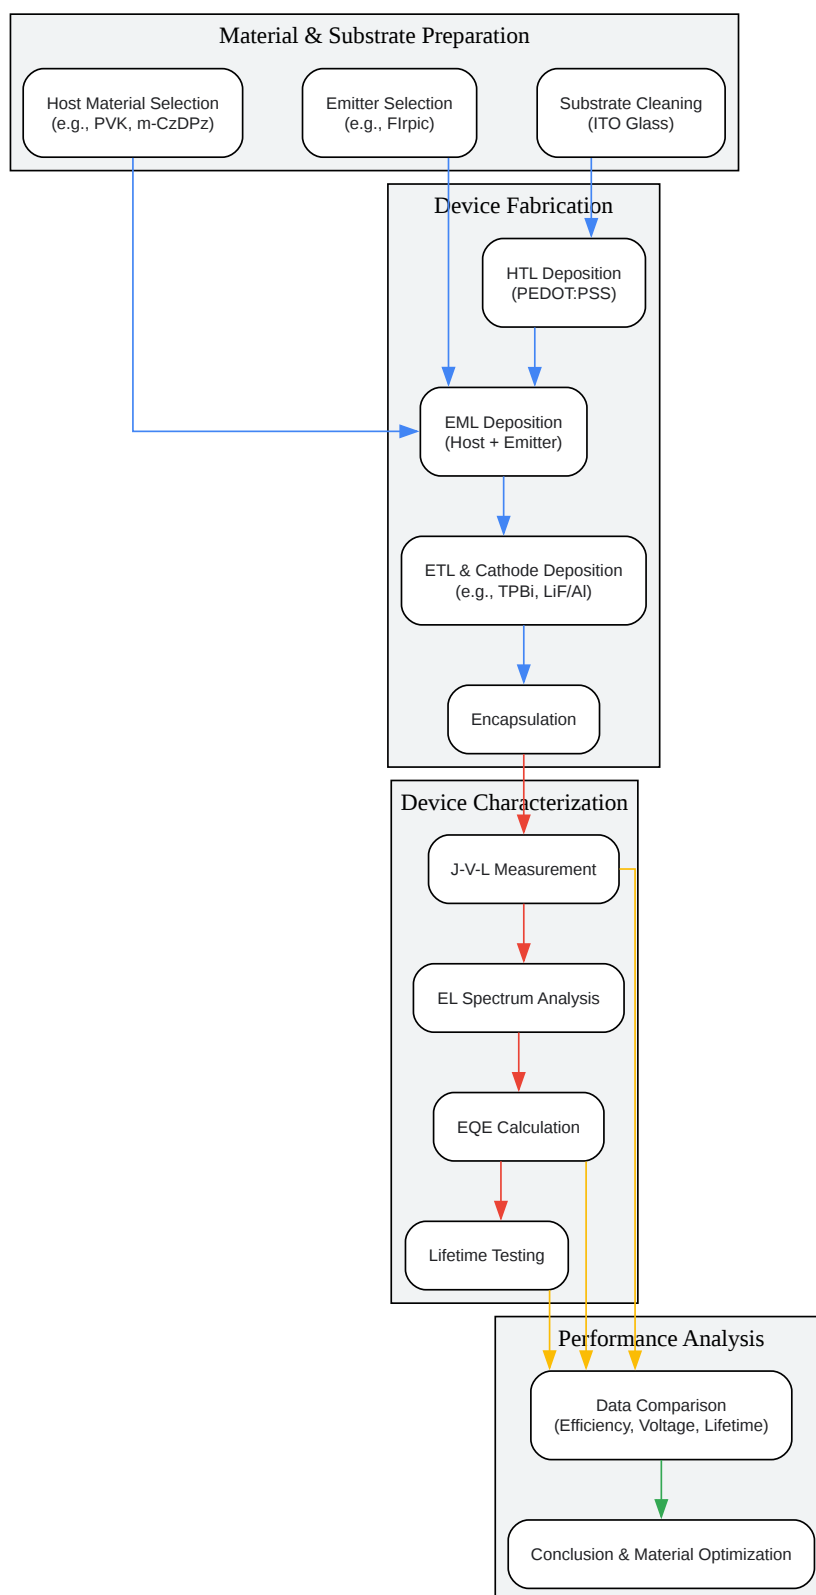 Material & Substrate Preparation
Host Material Selection
(e.g., PVK, m-CzDPz)
Emitter Selection
(e.g., FIrpic)
Substrate Cleaning
(ITO Glass)
Device Fabrication
HTL Deposition
(PEDOT:PSS)
EML Deposition
(Host + Emitter)
ETL & Cathode Deposition
(e.g., TPBi, LiF/Al)
Encapsulation
Device Characterization
J-V-L Measurement
EL Spectrum Analysis
EQE Calculation
Lifetime Testing
Performance Analysis
Data Comparison
(Efficiency, Voltage, Lifetime)
Conclusion & Material Optimization